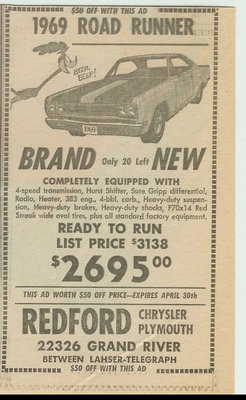 $50 OFF WITH THIS AD
1969 ROAD RUNNER
BEEP, BEEP!
1969
BRAND Only 20 Left NEW
COMPLETELY EQUIPPED WITH
4-speed transmission, Hurst Shifter, Sure Gripp differential,
Radio, Heater, 383 eng., 4-bbl. carb., Heavy-duty suspen-
sion, Heavy-duty brakes, Heavy-duty shocks, F70x14 Red
Streak wide oval tires, plus all standard factory equipment.
READY TO RUN
LIST PRICE $3138
$2695.00
THIS AD WORTH $50 OFF PRICE—EXPIRES APRIL 30th
REDFORD CHRYSLER
PLYMOUTH
22326 GRAND RIVER
BETWEEN LAHSER-TELEGRAPH
$50 OFF WITH THIS AD